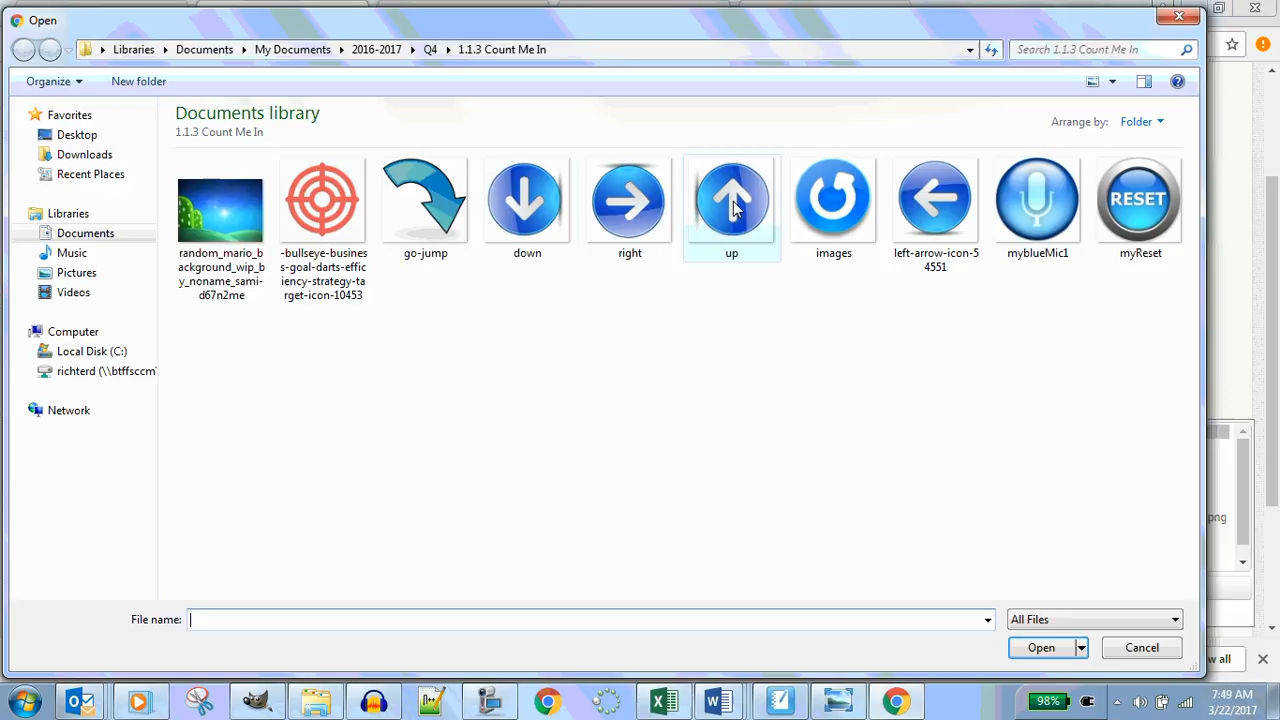 Open
Libraries Documents My Documents 2016-2017 Q4 1.1.3 Count Me In
Search 1.1.3 Count Me In
Organize New folder
Favorites
Desktop
Downloads
Recent Places
Libraries
Documents
Music
Pictures
Videos
Computer
Local Disk (C:)
richterd (\\btffsccm
Network
Documents library
1.1.3 Count Me In
Arrange by: Folder
random_mario_b
ackground_wip_b
y_noname_sami-
d67n2me
-bullseye-busines
s-goal-darts-effic
iency-strategy-ta
rget-icon-10453
go-jump
down
right
up
images
left-arrow-icon-5
4551
myblueMic1
RESET
myReset
png
File name:
All Files
Open Cancel
w all
98%
7:49 AM
3/22/2017